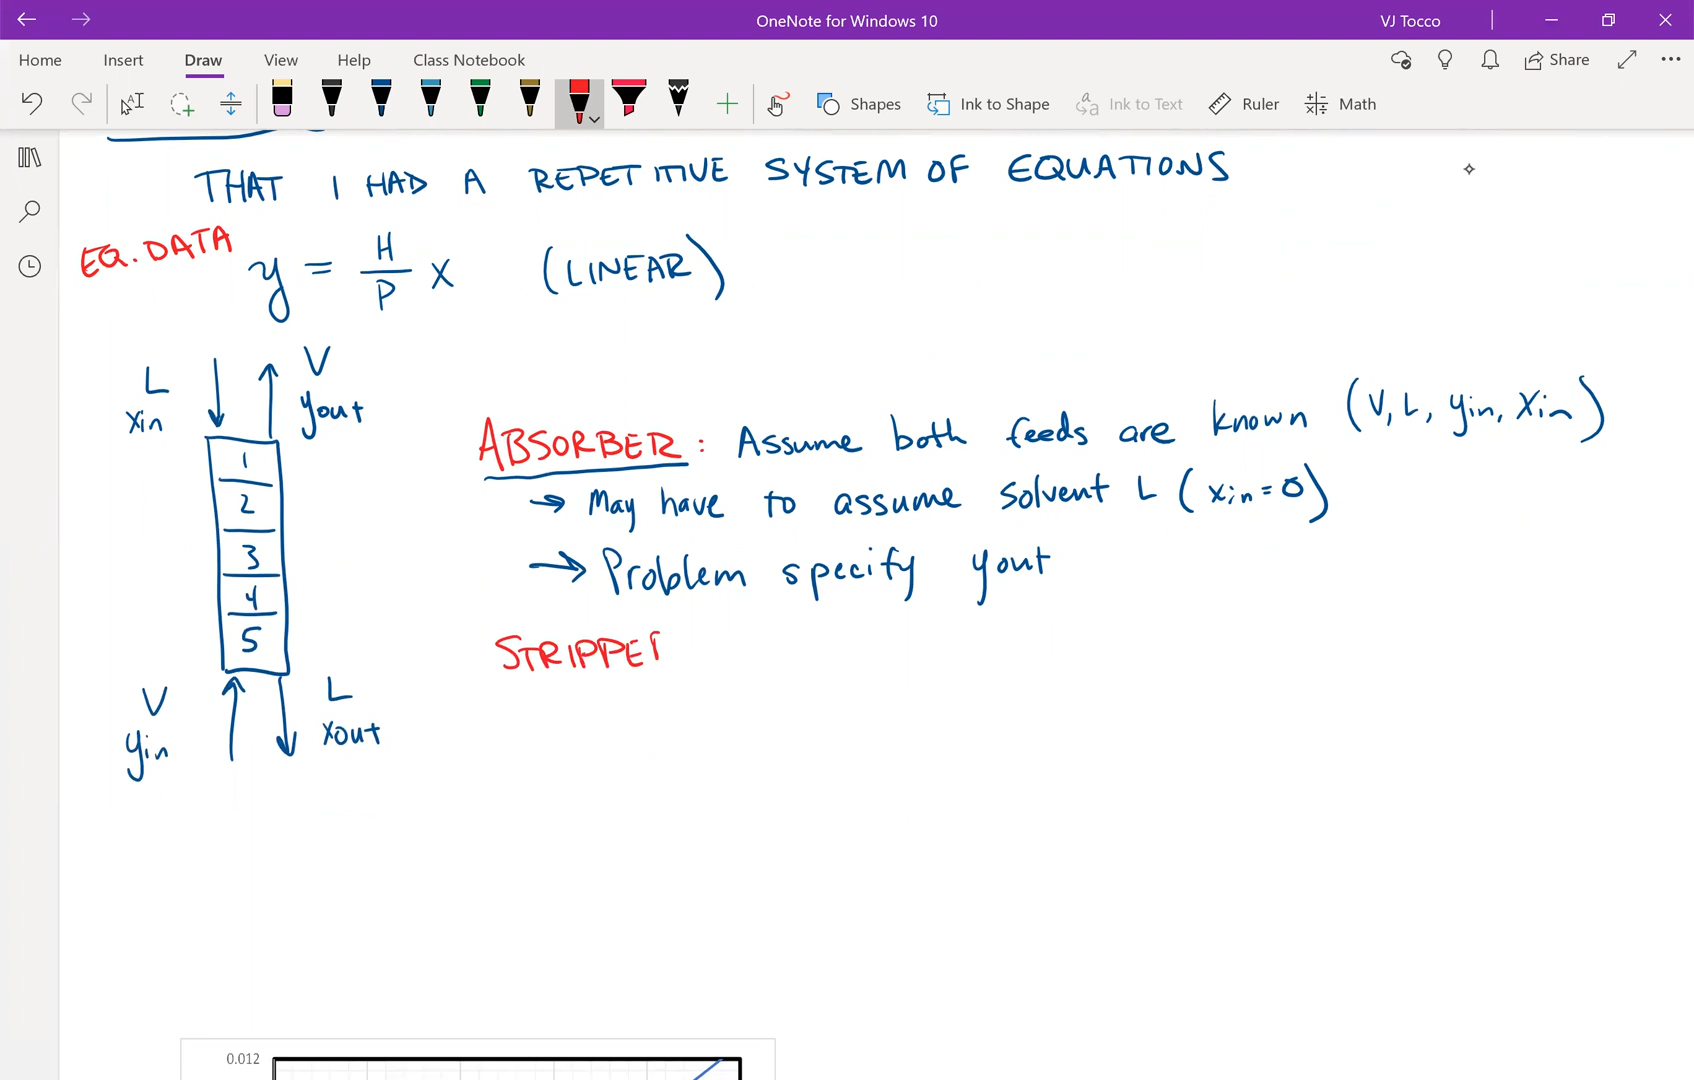 OneNote for Windows 10
VJ Tocco
Home Insert Draw View Help Class Notebook
Share
Shapes Ink to Shape Ink to Text Ruler Math
THAT I HAD A REPETITIVE SYSTEM OF EQUATIONS
EQ. DATA
y = H/P x (LINEAR)
L
xin
V
yout
1
2
3
4
5
V
yin
L
xout
ABSORBER: Assume both feeds are known (V, L, yin, Xin)
→ May have to assume solvent L (xin = 0)
→ Problem specify yout
STRIPPE
0.012